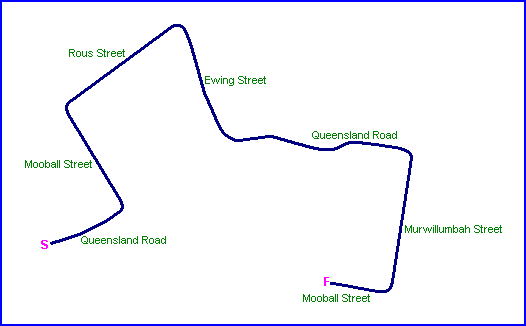 Rous Street
Ewing Street
Queensland Road
Mooball Street
Murwillumbah Street
S
Queensland Road
F
Mooball Street